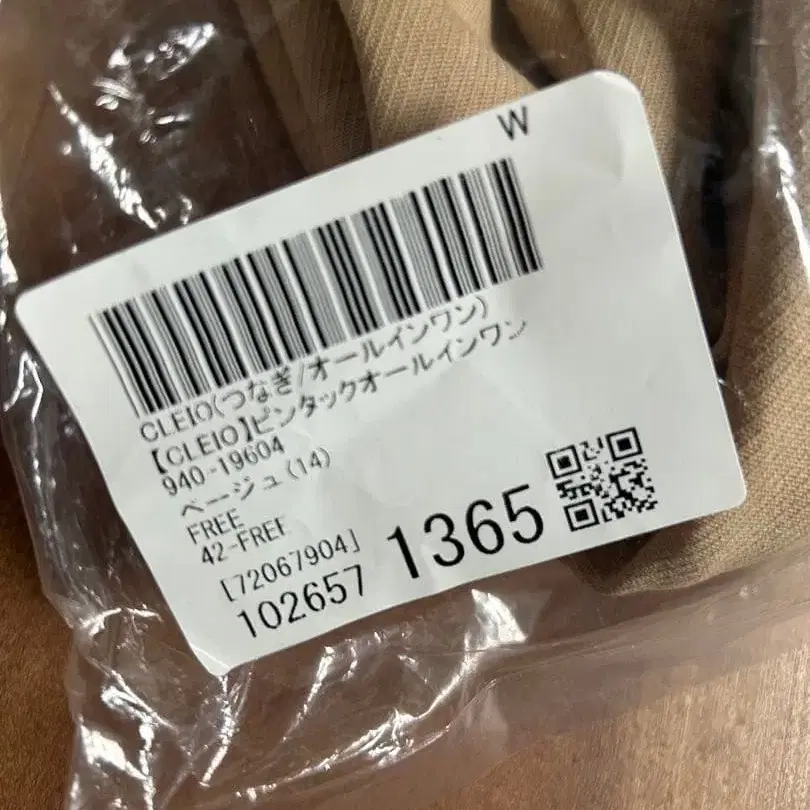 W
CLEIO(つなぎ/オールインワン)
【CLEIO】ピンタックオールインワン
940-19604
ベージュ(14)
FREE
42-FREE
[72067904]
102657 1365